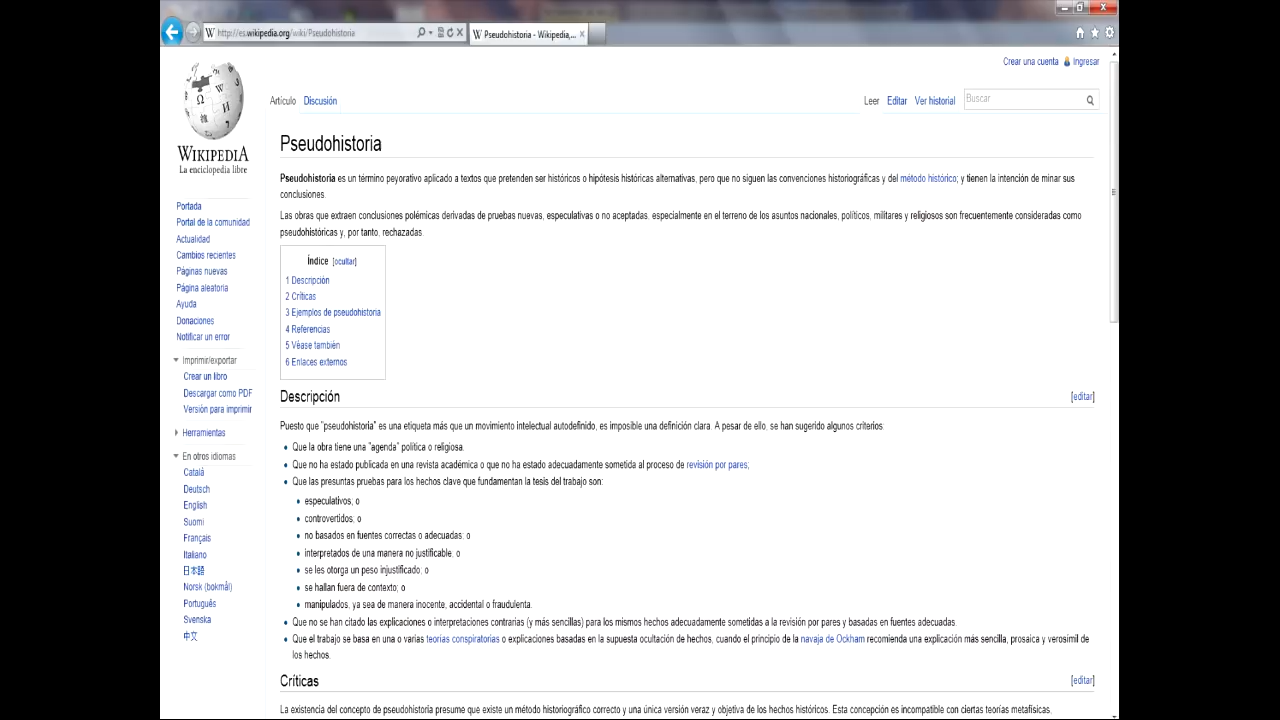 http://es.wikipedia.org/wiki/Pseudohistoria
Pseudohistoria - Wikipedia,...
Crear una cuenta Ingresar
Artículo Discusión
Leer Editar Ver historial Buscar
WIKIPEDIA
La enciclopedia libre
Portada
Portal de la comunidad
Actualidad
Cambios recientes
Páginas nuevas
Página aleatoria
Ayuda
Donaciones
Notificar un error
Imprimir/exportar
Crear un libro
Descargar como PDF
Versión para imprimir
Herramientas
En otros idiomas
Català
Deutsch
English
Suomi
Français
Italiano
日本語
Norsk (bokmål)
Português
Svenska
中文
Pseudohistoria
Pseudohistoria es un término peyorativo aplicado a textos que pretenden ser históricos o hipótesis históricas alternativas, pero que no siguen las convenciones historiográficas y del método histórico; y tienen la intención de minar sus
conclusiones.
Las obras que extraen conclusiones polémicas derivadas de pruebas nuevas, especulativas o no aceptadas, especialmente en el terreno de los asuntos nacionales, políticos, militares y religiosos son frecuentemente consideradas como
pseudohistóricas y, por tanto, rechazadas.
Índice [ocultar]
1 Descripción
2 Críticas
3 Ejemplos de pseudohistoria
4 Referencias
5 Véase también
6 Enlaces externos
Descripción [editar]
Puesto que "pseudohistoria" es una etiqueta más que un movimiento intelectual autodefinido, es imposible una definición clara. A pesar de ello, se han sugerido algunos criterios:
Que la obra tiene una "agenda" política o religiosa.
Que no ha estado publicada en una revista académica o que no ha estado adecuadamente sometida al proceso de revisión por pares;
Que las presuntas pruebas para los hechos clave que fundamentan la tesis del trabajo son:
especulativos; o
controvertidos; o
no basados en fuentes correctas o adecuadas; o
interpretados de una manera no justificable; o
se les otorga un peso injustificado; o
se hallan fuera de contexto; o
manipulados, ya sea de manera inocente, accidental o fraudulenta.
Que no se han citado las explicaciones o interpretaciones contrarias (y más sencillas) para los mismos hechos adecuadamente sometidas a la revisión por pares y basadas en fuentes adecuadas.
Que el trabajo se basa en una o varias teorías conspiratorias o explicaciones basadas en la supuesta ocultación de hechos, cuando el principio de la navaja de Ockham recomienda una explicación más sencilla, prosaica y verosímil de
los hechos.
Críticas [editar]
La existencia del concepto de pseudohistoria presume que existe un método historiográfico correcto y una única versión veraz y objetiva de los hechos históricos. Esta concepción es incompatible con ciertas teorías metafísicas,